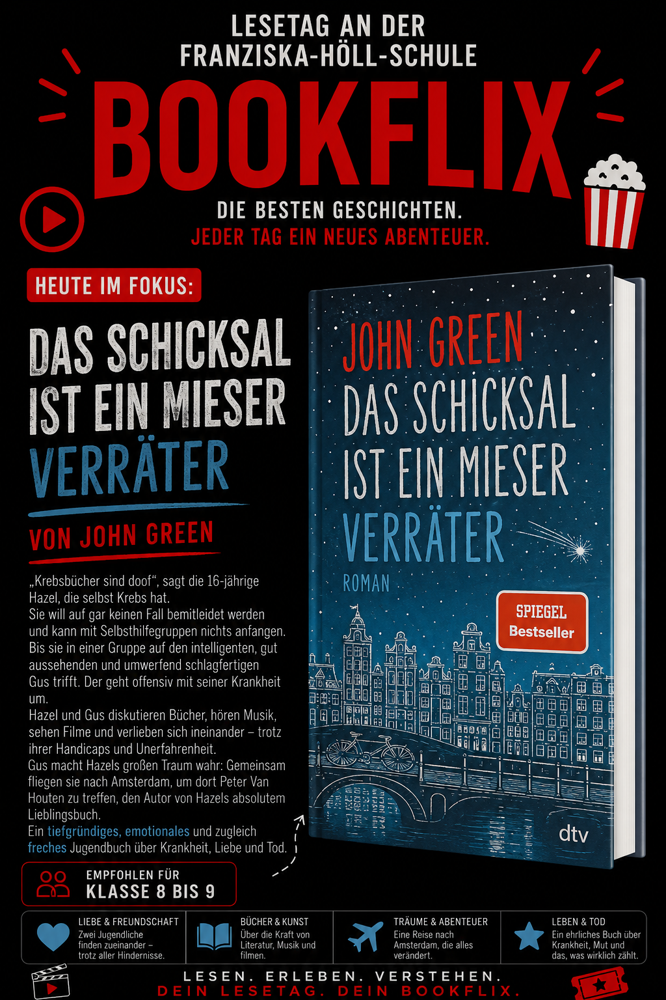 LESETAG AN DER
FRANZISKA-HÖLL-SCHULE
BOOKFLIX
DIE BESTEN GESCHICHTEN.
JEDER TAG EIN NEUES ABENTEUER.
HEUTE IM FOKUS:
DAS SCHICKSAL
IST EIN MIESER
VERRÄTER
VON JOHN GREEN
„Krebsbücher sind doof“, sagt die 16-jährige
Hazel, die selbst Krebs hat.
Sie will auf gar keinen Fall bemitleidet werden
und kann mit Selbsthilfegruppen nichts anfangen.
Bis sie in einer Gruppe auf den intelligenten, gut
aussehenden und umwerfend schlagfertigen
Gus trifft. Der geht offensiv mit seiner Krankheit
um.
Hazel und Gus diskutieren Bücher, hören Musik,
sehen Filme und verlieben sich ineinander – trotz
ihrer Handicaps und Unerfahrenheit.
Gus macht Hazels großen Traum wahr: Gemeinsam
fliegen sie nach Amsterdam, um dort Peter Van
Houten zu treffen, den Autor von Hazels absolutem
Lieblingsbuch.
Ein tiefgründiges, emotionales und zugleich
freches Jugendbuch über Krankheit, Liebe und Tod.
JOHN GREEN
DAS SCHICKSAL
IST EIN MIESER
VERRÄTER
ROMAN
SPIEGEL
Bestseller
dtv
EMPFOHLEN FÜR
KLASSE 8 BIS 9
LIEBE & FREUNDSCHAFT
Zwei Jugendliche
finden zueinander –
trotz aller Hindernisse.
BÜCHER & KUNST
Über die Kraft von
Literatur, Musik und
filmen.
TRÄUME & ABENTEUER
Eine Reise nach
Amsterdam, die alles
verändert.
LEBEN & TOD
Ein ehrliches Buch über
Krankheit, Mut und
das, was wirklich zählt.
LESEN. ERLEBEN. VERSTEHEN.
DEIN LESETAG. DEIN BOOKFLIX.